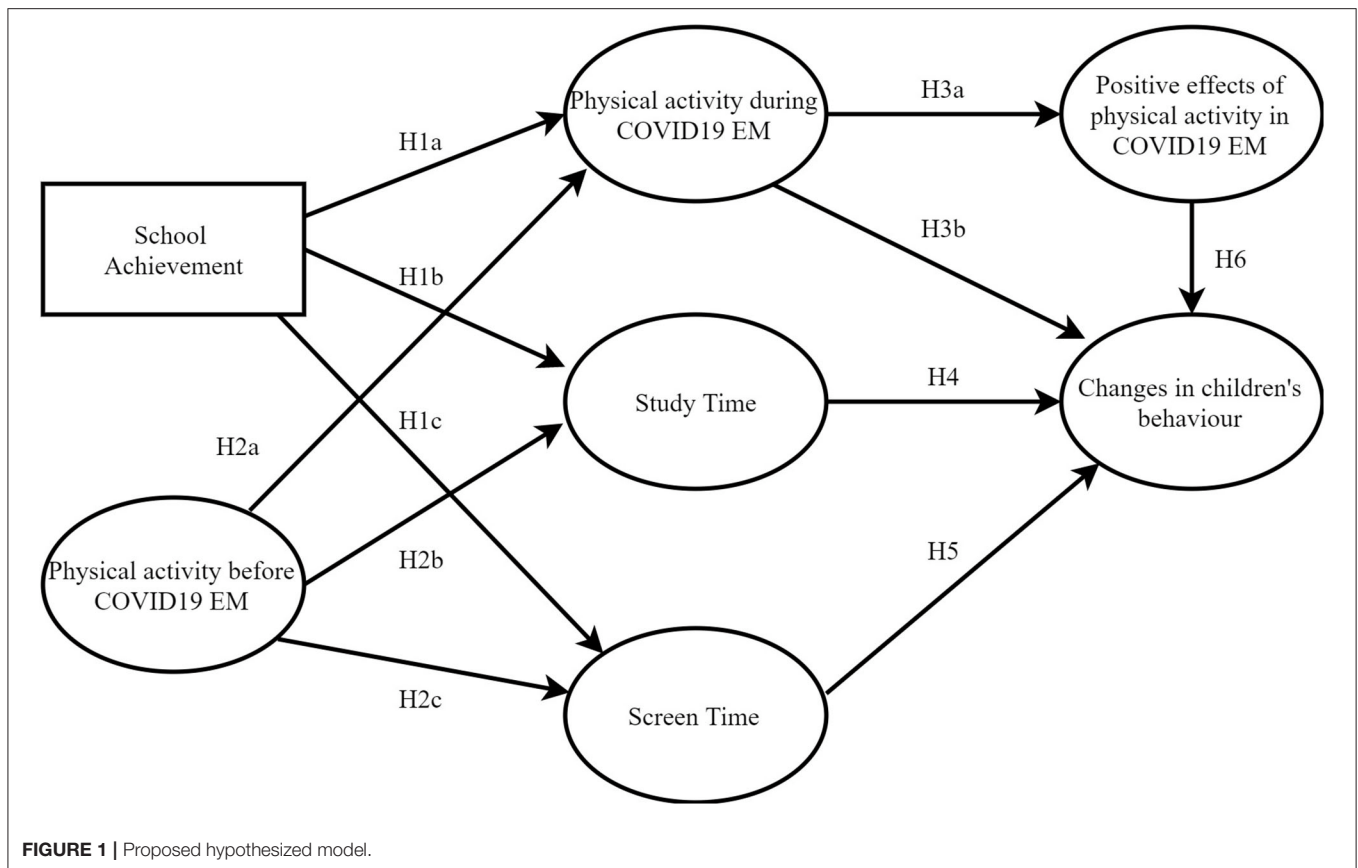 Physical activity during
COVID19 EM
H3a
Positive effects of
physical activity in
COVID19 EM
H1a
School
Achievement
H3b
H6
H1b
Study Time
H4
Changes in children's
behaviour
H1c
H2a
Physical activity before
COVID19 EM
H2b
H5
H2c
Screen Time
FIGURE 1 | Proposed hypothesized model.